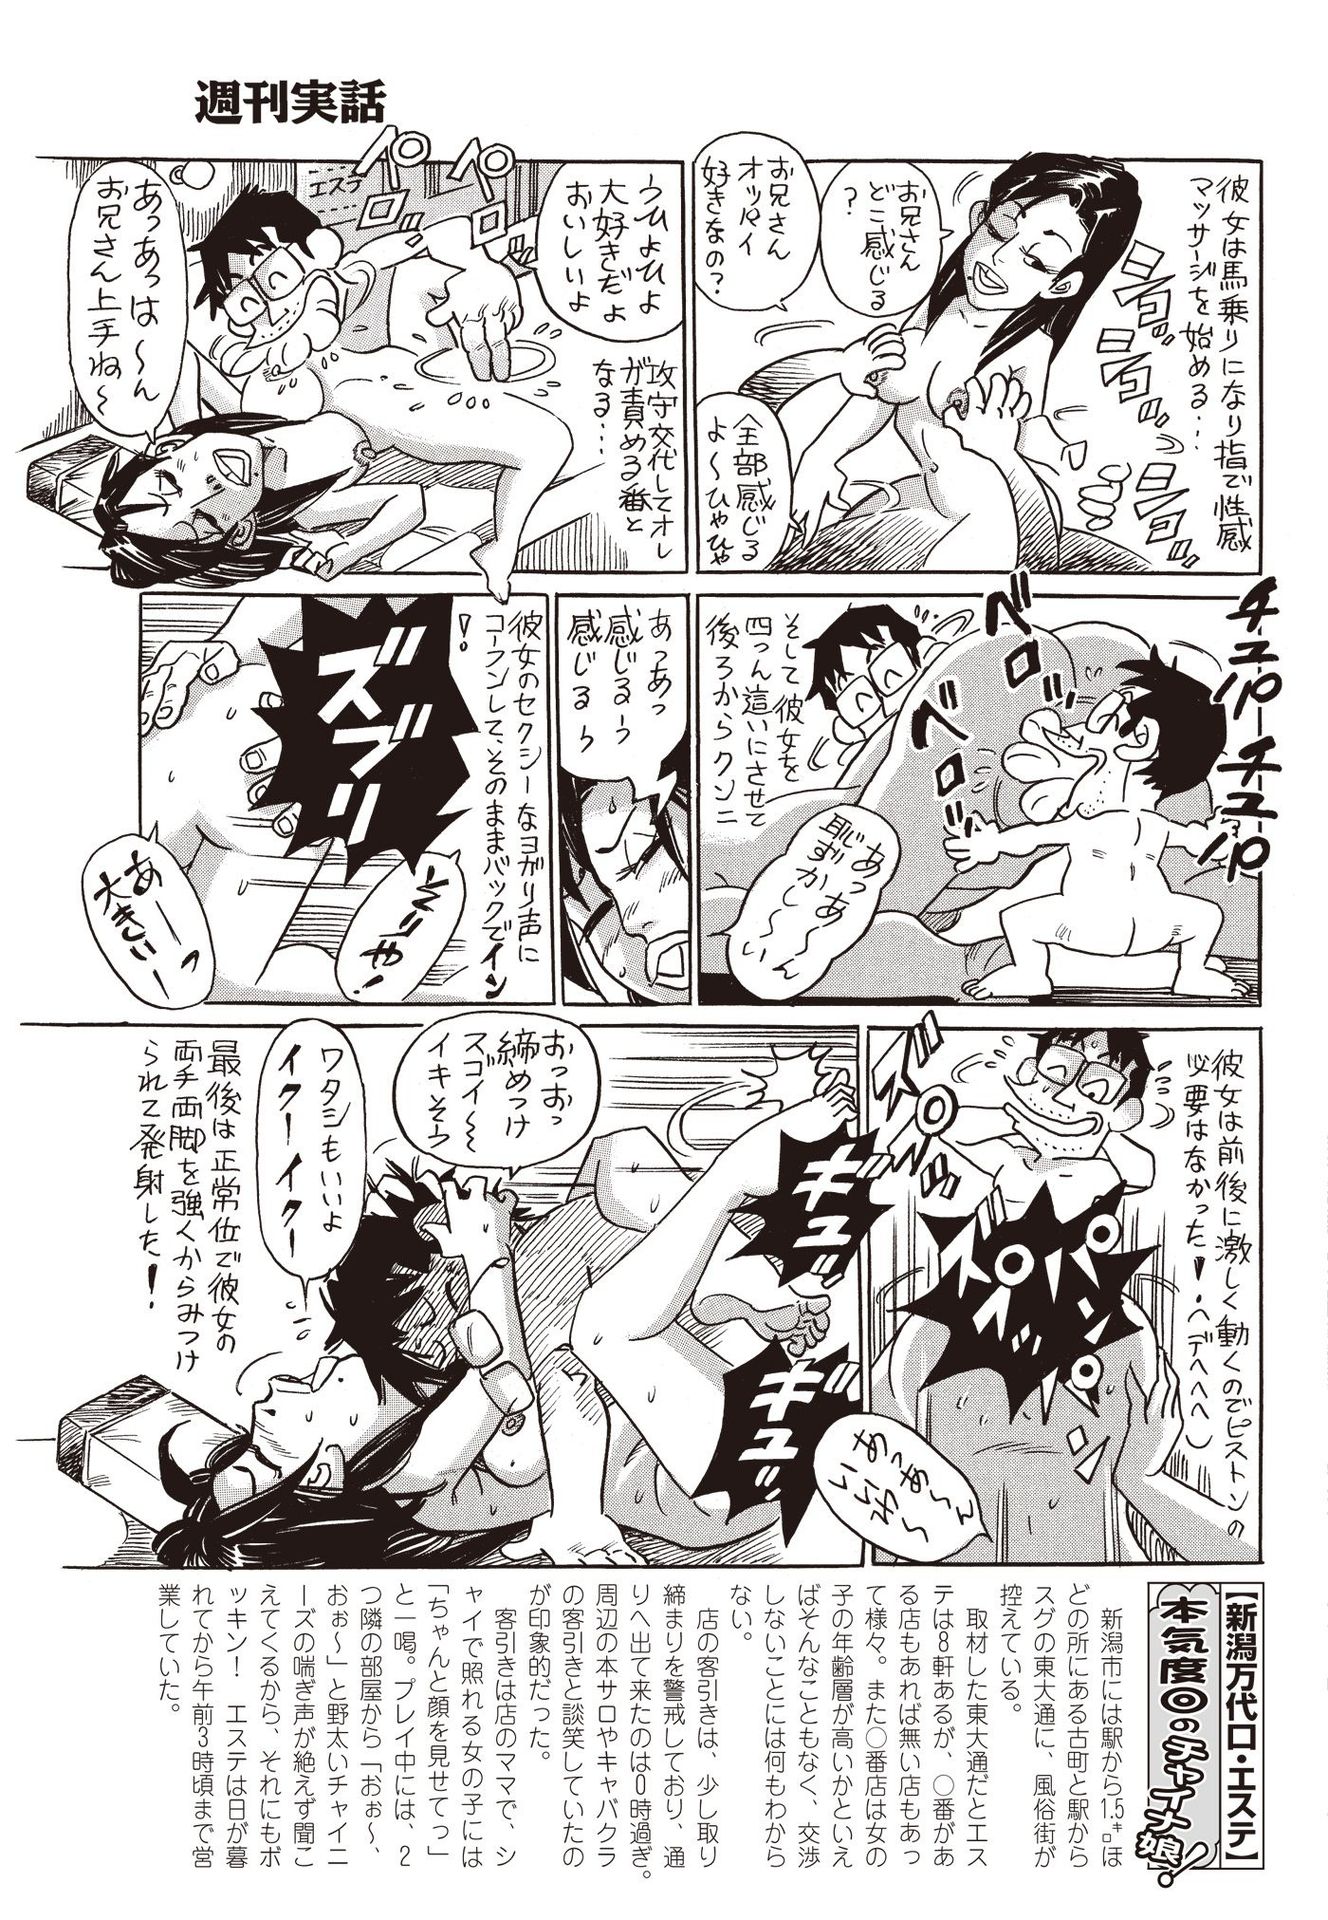 週刊実話
彼女は馬乗りになり指で性感
マッサージを始める…
お兄さん
どこ感じる
?
お兄さん
オッパイ
好きなの?
全部感じる
よ〜ひゃひゃ
うひょひょ
大好きだよ
おいしいよ
攻守交代してオレ
が責める番と
なる…
ペロ
ペロ
エステ
あっあっは〜ん
お兄さん上手ね〜
チュパーチュパ
ベロ
ベロ
そして彼女を
四つん這いにさせて
後ろからクンニ
あっあ〜ん
恥ずかし〜い
あっあっ
感じるーっ
感じるーっ
彼女のセクシーなヨガり声に
コーフンして、そのままバックでイン
!
ズブリ
そりゃ!
あーっ
大きいー
彼女は前後に激しく動くのでピストンの
必要はなかった!(ヘデヘヘヘ)
パン
パン
あっあ〜っ
いいわ〜
おっおっ
締めつけ
スゴイ〜
イキそう
ギュ
ギュ
ワタシもいいよ
イクーイクー
最後は正常位で彼女の
両手両脚を強くからみつけ
られて発射した!
【新潟万代口・エステ】
本気度◎のチャイナ娘!
新潟市には駅から1.5㌔ほ
どの所にある古町と駅から
スグの東大通に、風俗街が
控えている。
取材した東大通だとエス
テは8軒あるが、〇番があ
る店もあれば無い店もあっ
て様々。また〇番店は女の
子の年齢層が高いかといえ
ばそんなこともなく、交渉
しないことには何もわから
ない。
店の客引きは、少し取り
締まりを警戒しており、通
りへ出て来たのは0時過ぎ。
周辺の本サロやキャバクラ
の客引きと談笑していたの
が印象的だった。
客引きは店のママで、シ
ャイで照れる女の子には
「ちゃんと顔を見せてっ」
と一喝。プレイ中には、2
つ隣の部屋から「おぉ〜、
おぉ〜」と野太いチャイニ
ーズの喘ぎ声が絶えず聞こ
えてくるから、それにもボ
ッキン! エステは日が暮
れてから午前3時頃まで営
業していた。